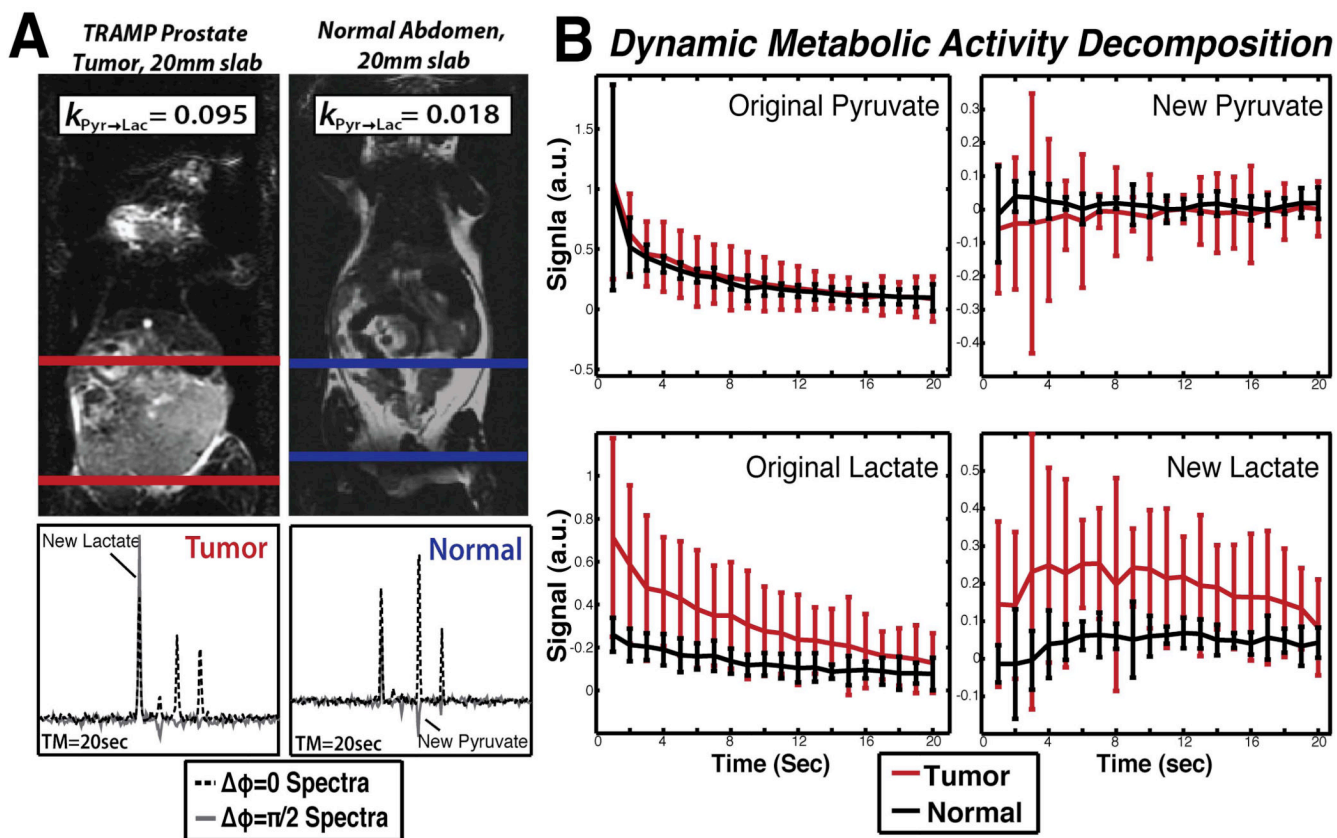 A
TRAMP Prostate
Tumor, 20mm slab
Normal Abdomen,
20mm slab
kPyr→Lac = 0.095
kPyr→Lac = 0.018
New Lactate
Tumor
TM=20sec
Normal
New Pyruvate
TM=20sec
Δϕ=0 Spectra
Δϕ=π/2 Spectra
B Dynamic Metabolic Activity Decomposition
Original Pyruvate
Signla (a.u.)
1.5
1
0.5
0
-0.5
0 4 8 12 16 20
New Pyruvate
0.3
0.2
0.1
0
-0.1
-0.2
-0.3
-0.4
0 4 8 12 16 20
Original Lactate
Signal (a.u.)
1
0.8
0.6
0.4
-0.2
0
0 4 8 12 16 20
Time (Sec)
New Lactate
0.5
0.4
0.3
0.2
0.1
0
-0.1
0 4 8 12 16 20
Time (sec)
Tumor
Normal